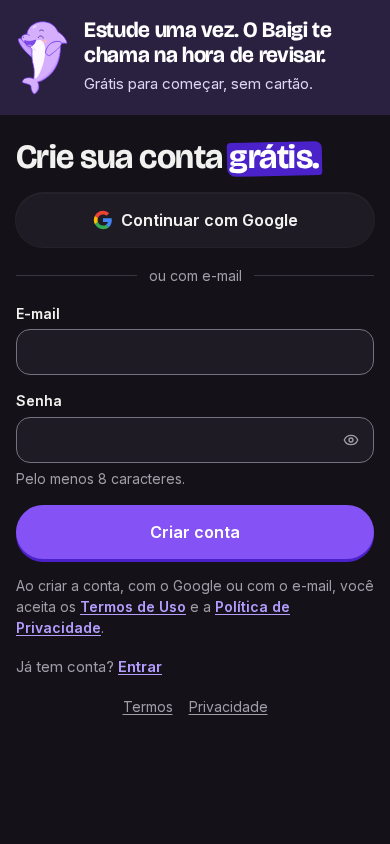 Estude uma vez. O Baigi te
chama na hora de revisar.
Grátis para começar, sem cartão.
Crie sua conta grátis.
Continuar com Google
ou com e-mail
E-mail
Senha
Pelo menos 8 caracteres.
Criar conta
Ao criar a conta, com o Google ou com o e-mail, você
aceita os Termos de Uso e a Política de
Privacidade.
Já tem conta? Entrar
Termos Privacidade